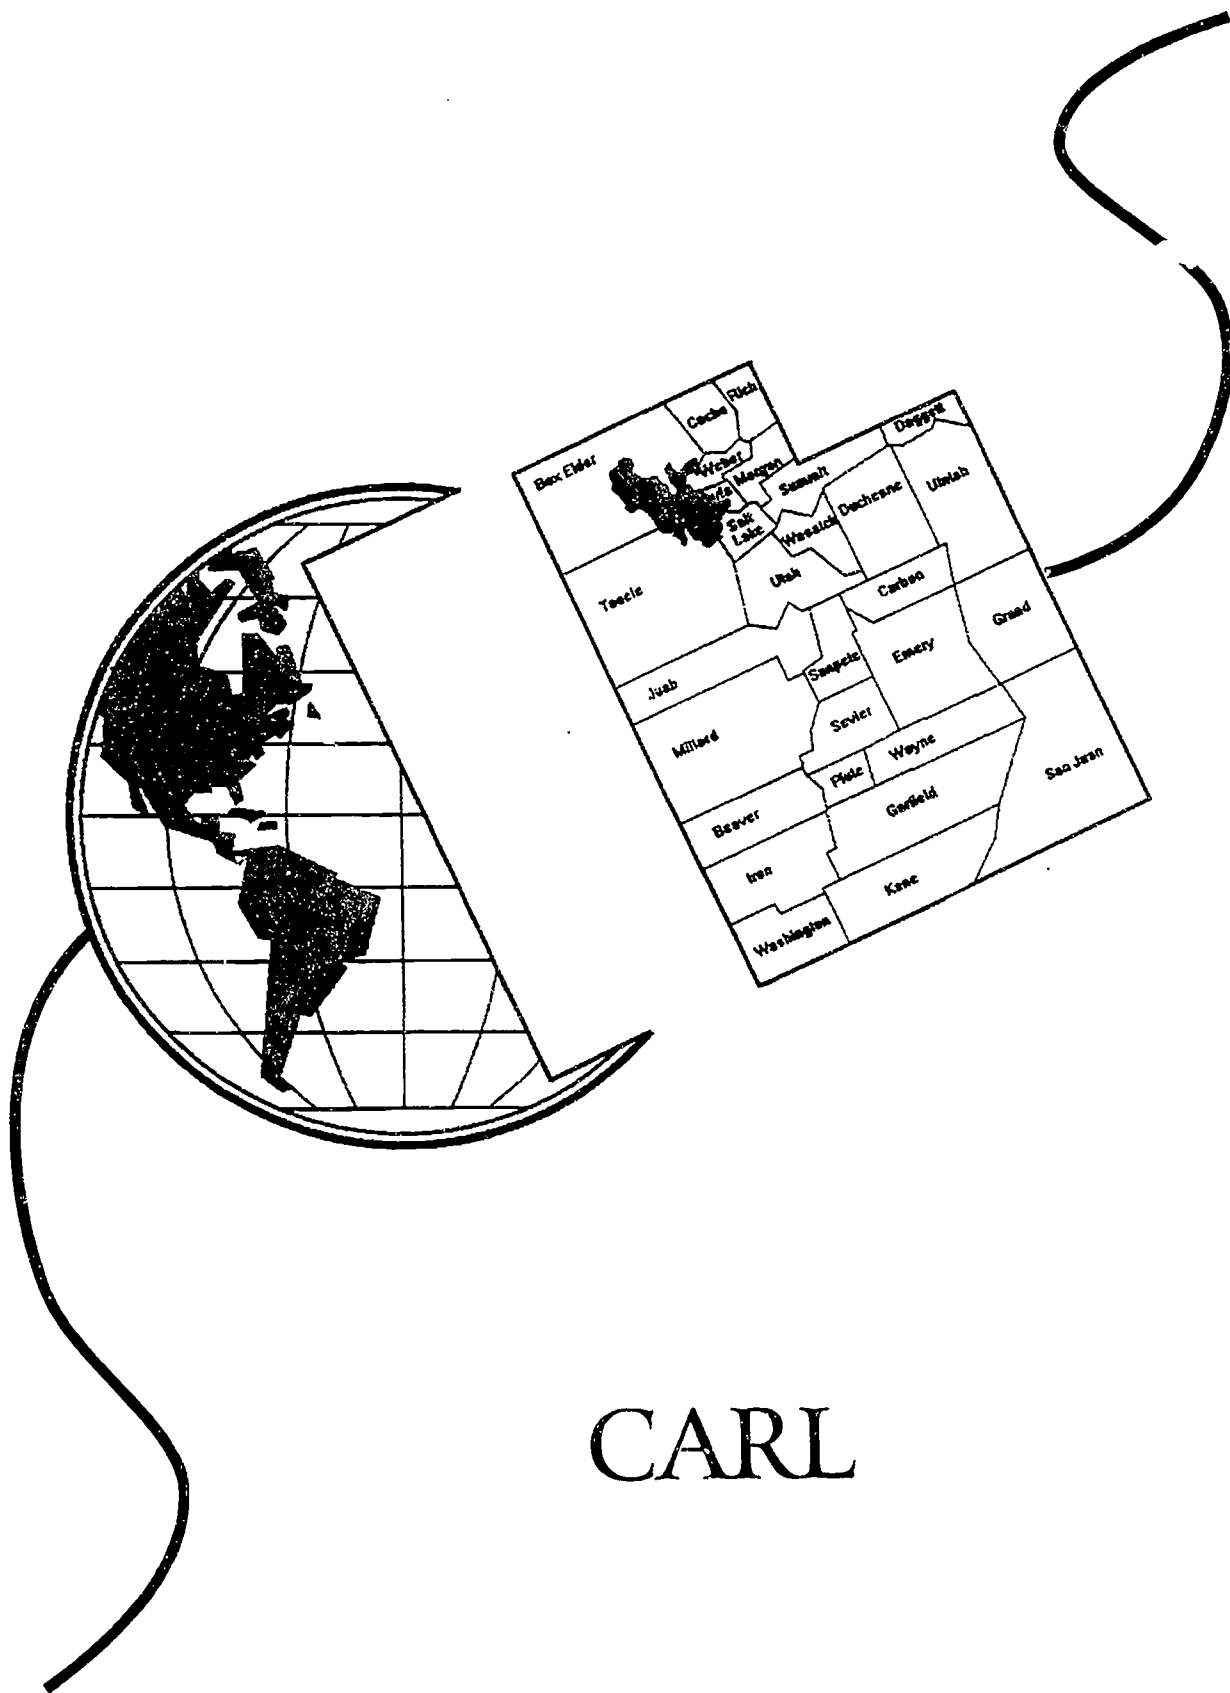 Rich
Cache
Box Elder
Weber
Morgan
Daggett
Summit
Uintah
Duchesne
Salt
Lake
Wasatch
Utah
Tooele
Carbon
Grand
Emery
Sanpete
Juab
Sevier
Millard
Wayne
Piute
San Juan
Garfield
Beaver
Iron
Kane
Washington
CARL